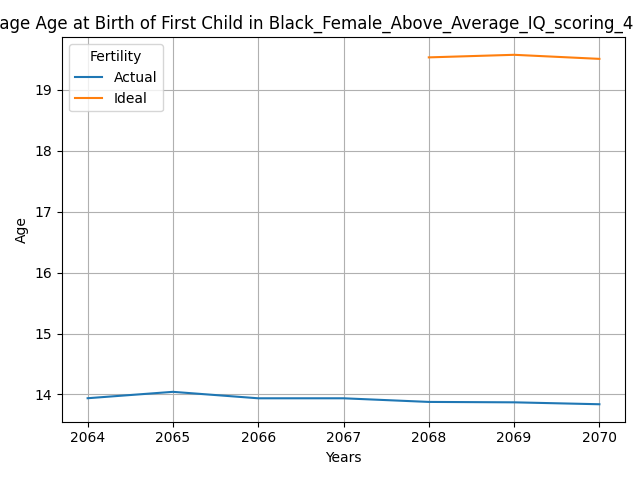 age Age at Birth of First Child in Black_Female_Above_Average_IQ_scoring_4
Fertility
Actual
Ideal
Age
19
18
17
16
15
14
2064 2065 2066 2067 2068 2069 2070
Years